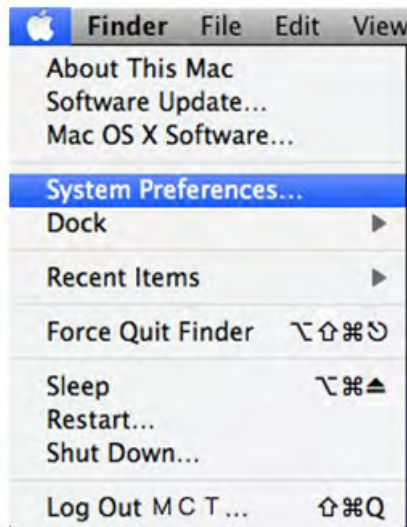 Finder File Edit View
About This Mac
Software Update...
Mac OS X Software...
System Preferences...
Dock ▶
Recent Items ▶
Force Quit Finder ⌥⇧⌘⎋
Sleep ⌥⌘⏏
Restart...
Shut Down...
Log Out M C T ... ⇧⌘Q